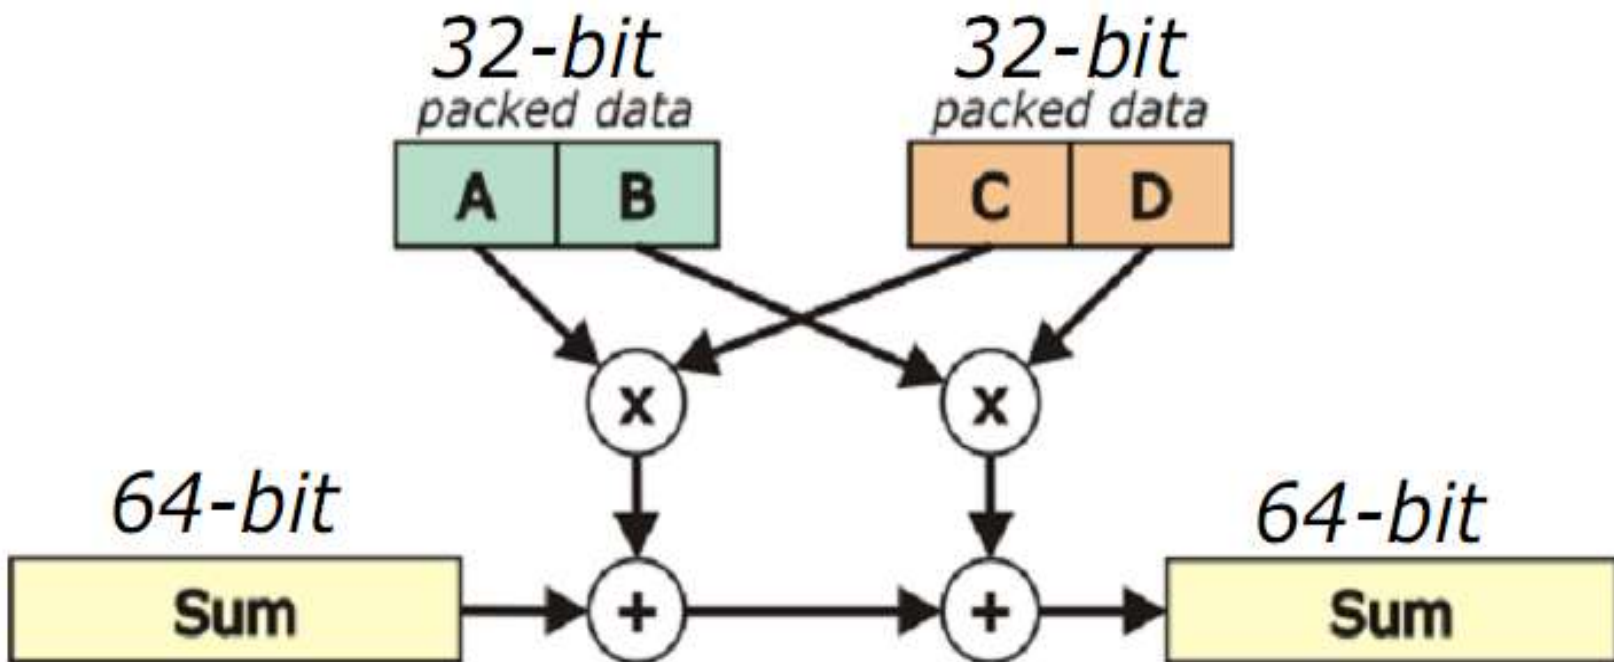 32-bit
packed data
32-bit
packed data
A
B
C
D
x
x
64-bit
64-bit
Sum
+
+
Sum